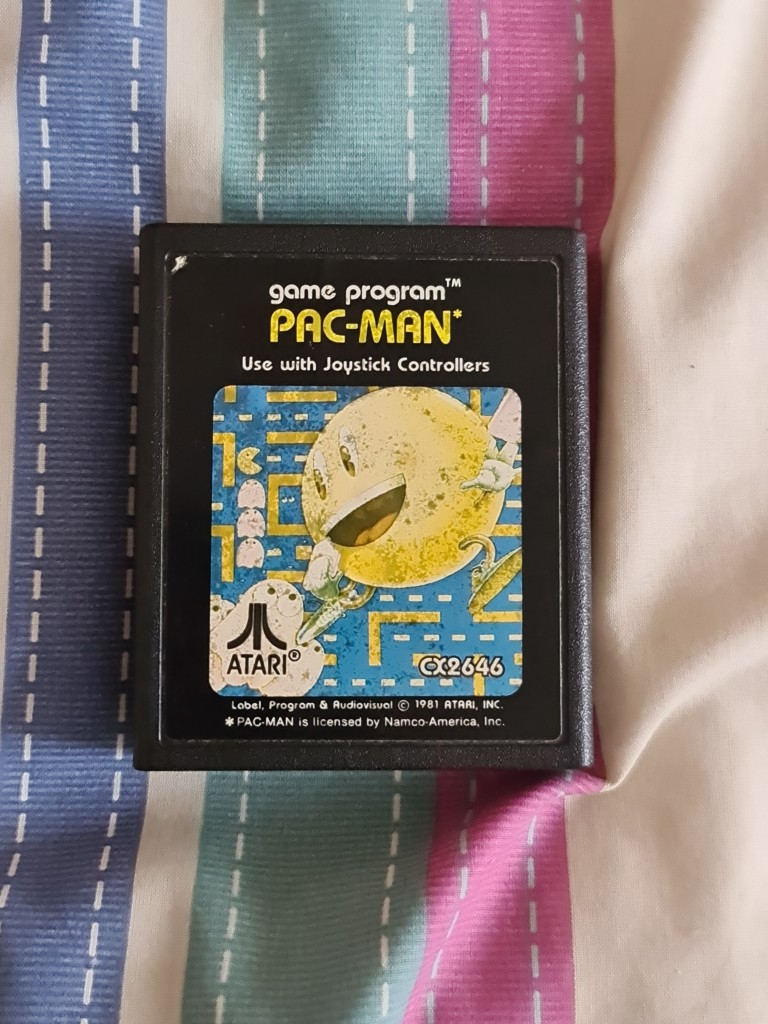 game program™
PAC-MAN*
Use with Joystick Controllers
ATARI®
CX2646
Label, Program & Audiovisual © 1981 ATARI, INC.
* PAC-MAN is licensed by Namco-America, Inc.